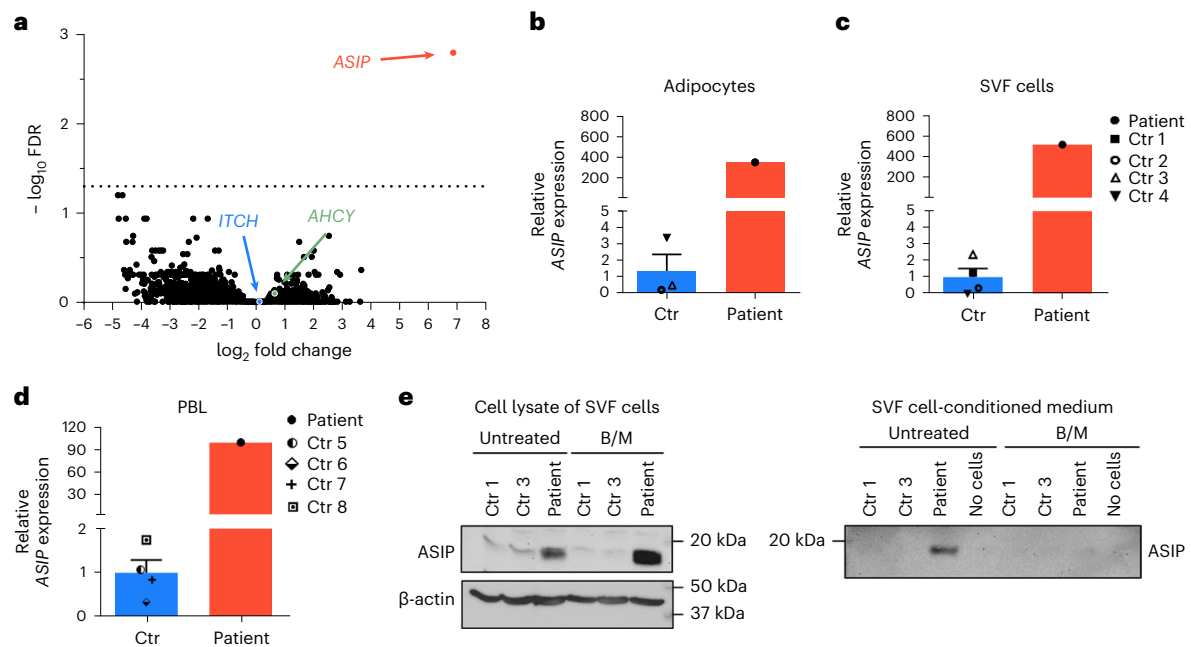 a
3
2
1
0
− log10 FDR
ASIP
ITCH
AHCY
−6 −5 −4 −3 −2 −1 0 1 2 3 4 5 6 7 8
log2 fold change
b
Adipocytes
Relative
ASIP expression
800
600
400
200
5
4
3
2
1
0
Ctr Patient
c
SVF cells
Relative
ASIP expression
800
600
400
200
5
4
3
2
1
0
Ctr Patient
Patient
Ctr 1
Ctr 2
Ctr 3
Ctr 4
d
PBL
Relative
ASIP expression
120
90
60
30
2
1
0
Ctr Patient
Patient
Ctr 5
Ctr 6
Ctr 7
Ctr 8
e
Cell lysate of SVF cells
Untreated B/M
Ctr 1 Ctr 3 Patient Ctr 1 Ctr 3 Patient
ASIP
20 kDa
β-actin
50 kDa
37 kDa
SVF cell-conditioned medium
Untreated B/M
Ctr 1 Ctr 3 Patient No cells Ctr 1 Ctr 3 Patient No cells
20 kDa
ASIP